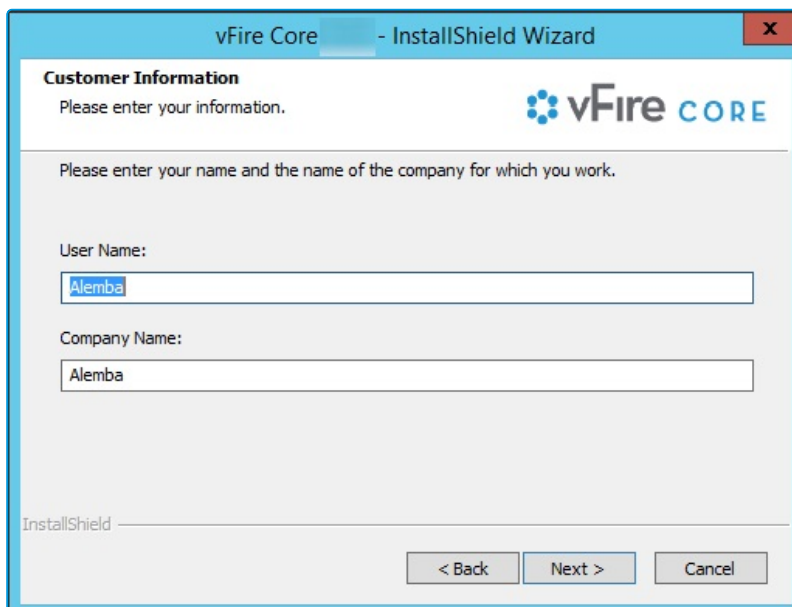 vFire Core - InstallShield Wizard
x
Customer Information
Please enter your information.
vFire CORE
Please enter your name and the name of the company for which you work.
User Name:
Alemba
Company Name:
Alemba
InstallShield
< Back Next > Cancel